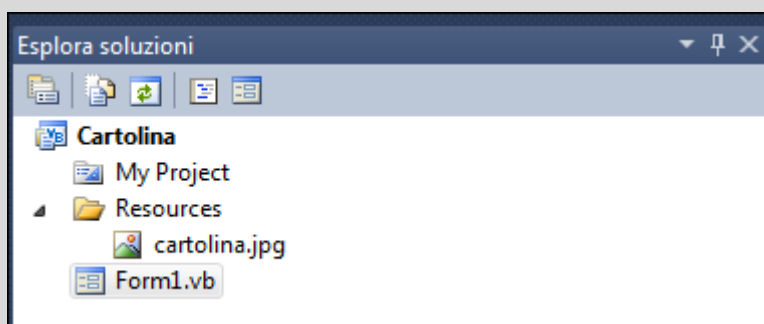 Esplora soluzioni
Cartolina
My Project
Resources
cartolina.jpg
Form1.vb